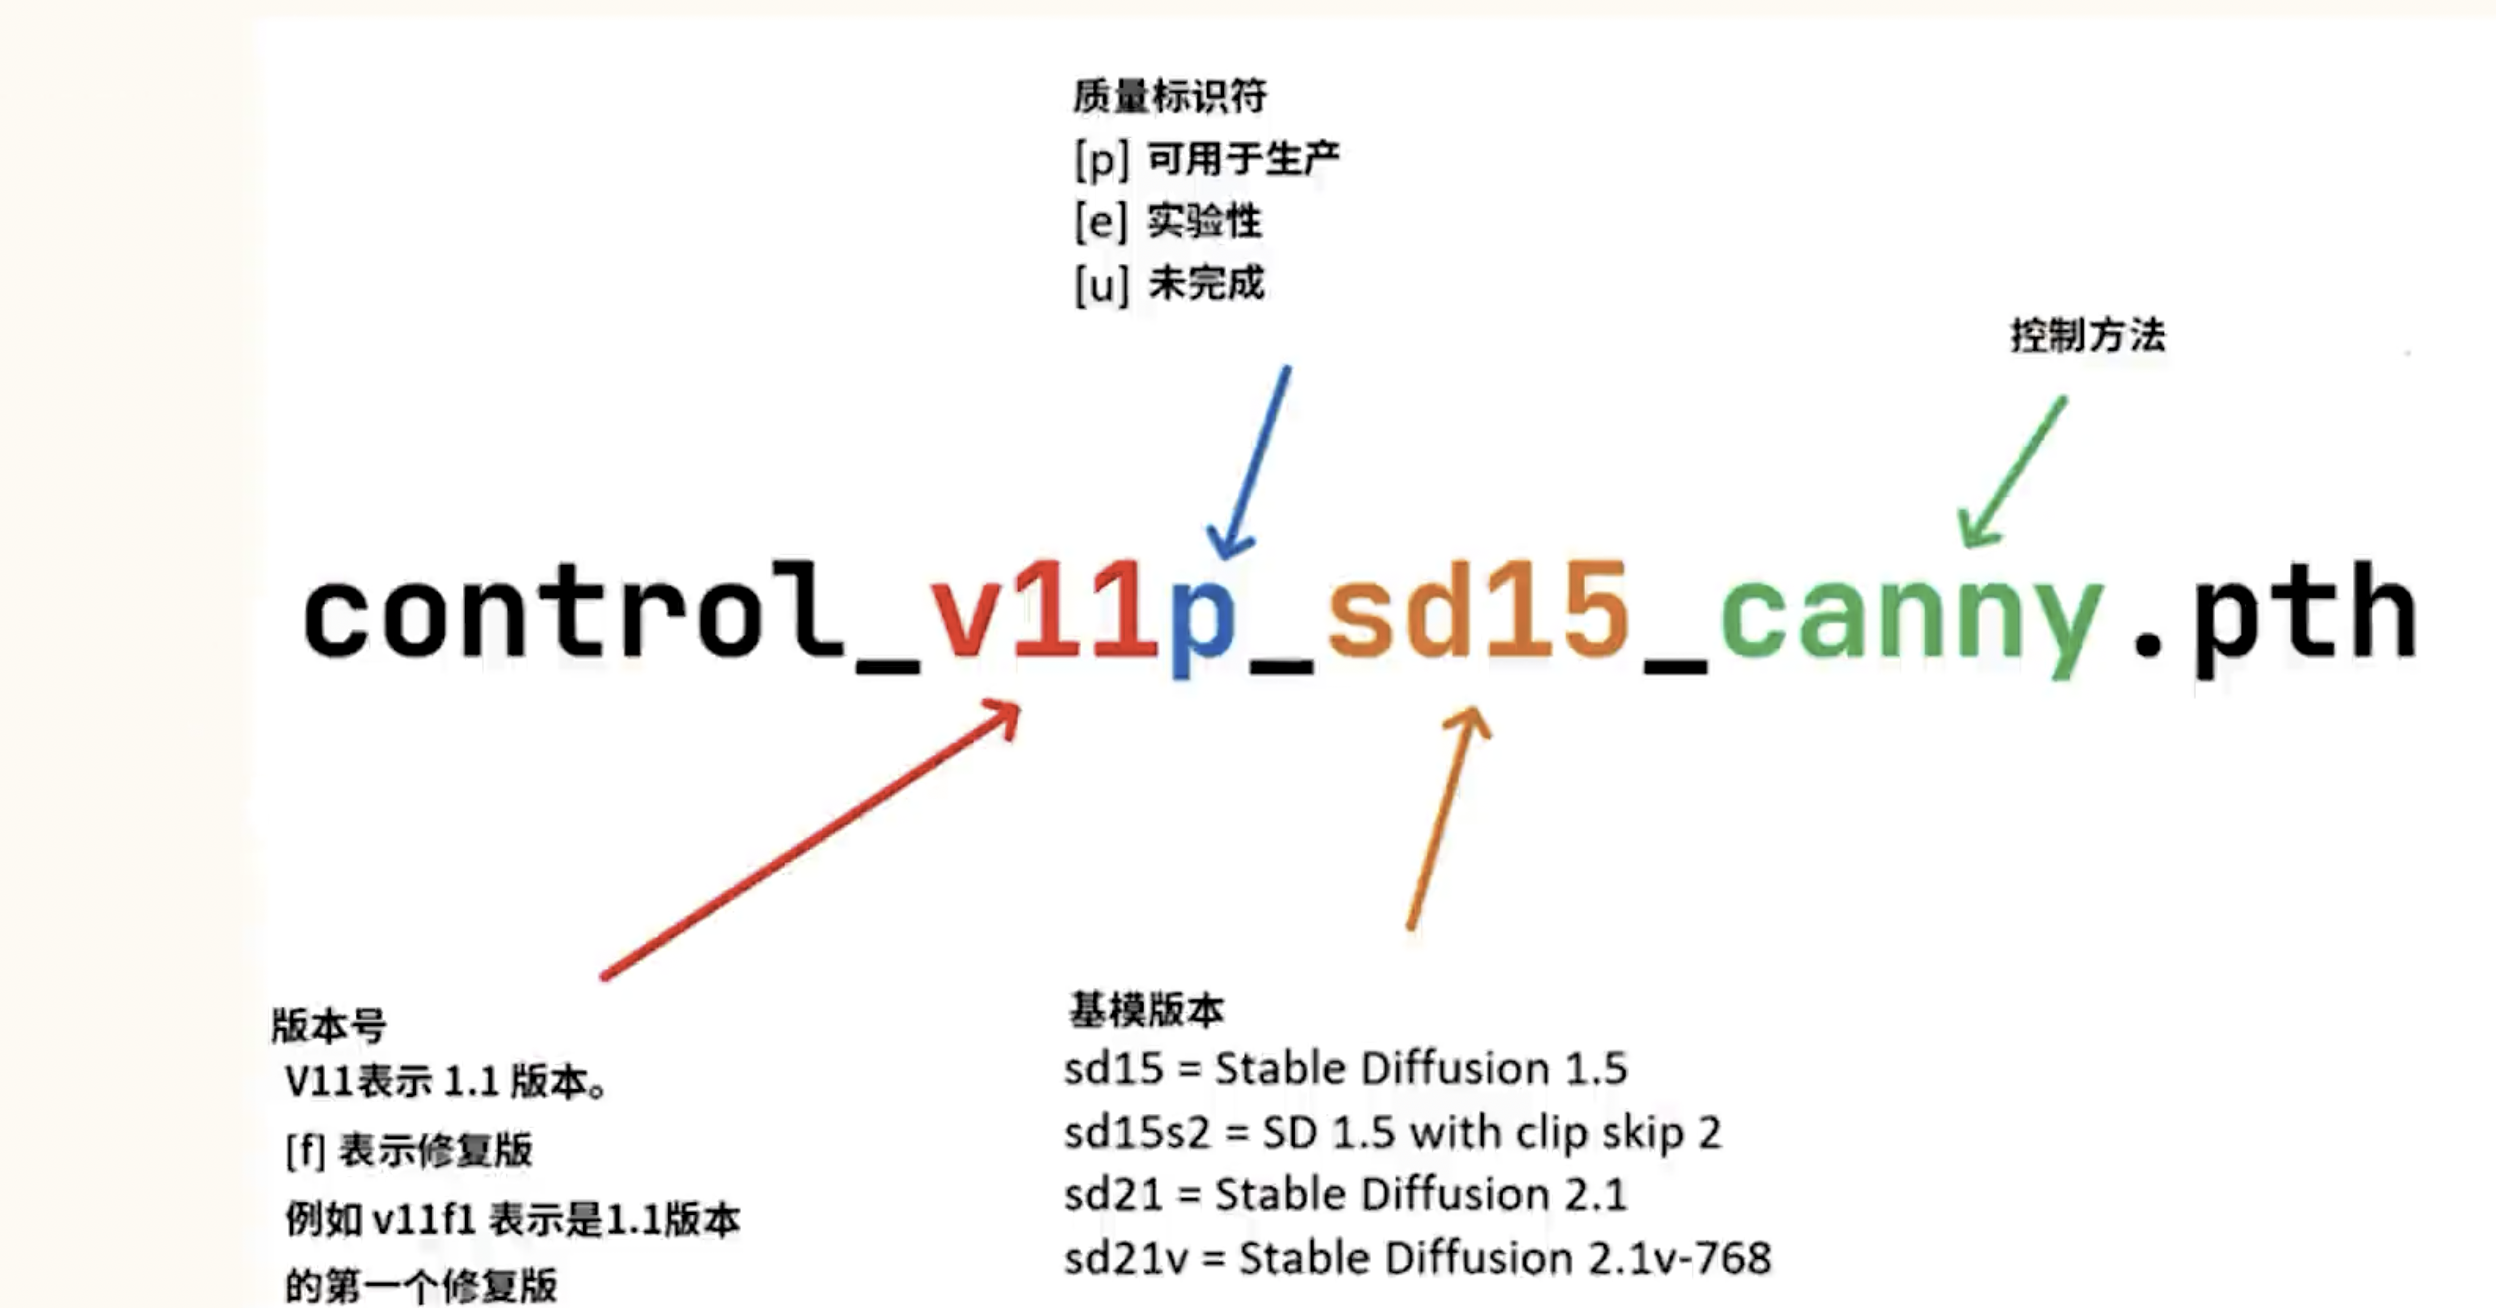 质量标识符
[p] 可用于生产
[e] 实验性
[u] 未完成
控制方法
control_v11p_sd15_canny.pth
版本号
V11表示 1.1 版本。
[f] 表示修复版
例如 v11f1 表示是1.1版本
的第一个修复版
基模版本
sd15 = Stable Diffusion 1.5
sd15s2 = SD 1.5 with clip skip 2
sd21 = Stable Diffusion 2.1
sd21v = Stable Diffusion 2.1v-768